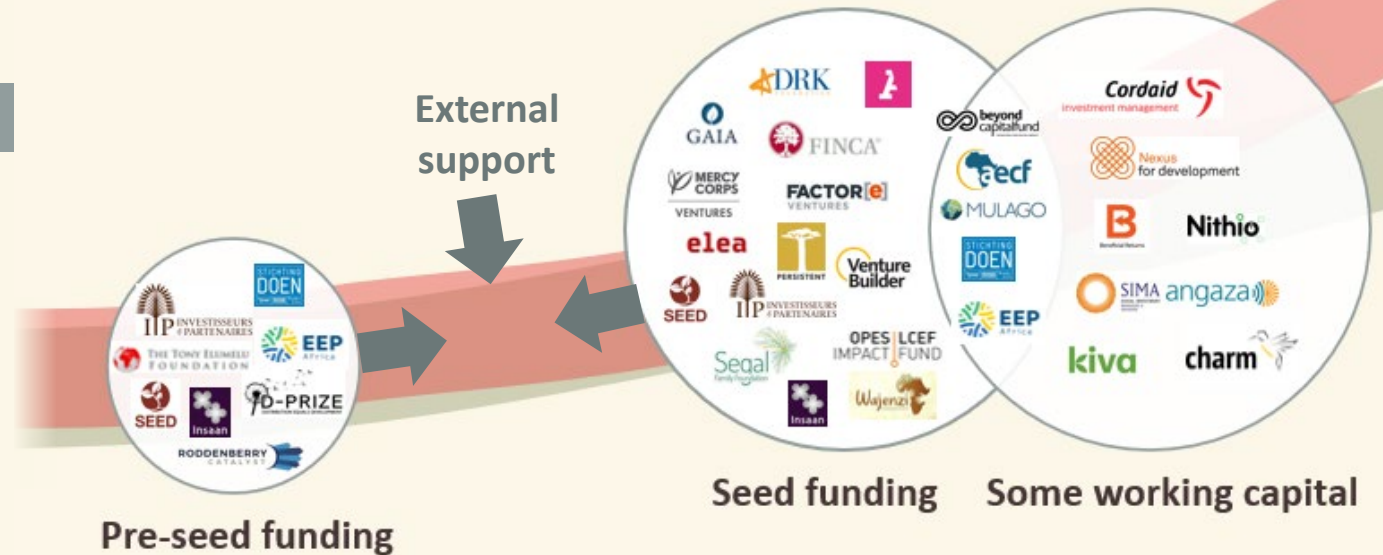 External
support
STICHTING
DOEN
I&P INVESTISSEURS
& PARTENAIRES
EEP
Africa
THE TONY ELUMELU
FOUNDATION
SEED
Insaan
D-PRIZE
DISTRIBUTION EQUALS DEVELOPMENT
RODDENBERRY
CATALYST
Pre-seed funding
DRK
GAIA
FINCA
MERCY
CORPS
VENTURES
FACTOR[e]
VENTURES
elea
PERSISTENT
Venture
Builder
SEED
I&P INVESTISSEURS
& PARTENAIRES
Segal
Family Foundation
OPES LCEF
IMPACT FUND
Insaan
Wajenzi
Seed funding
beyond
capitalfund
aecf
MULAGO
STICHTING
DOEN
EEP
Africa
Cordaid
investment management
Nexus
for development
B
Beneficial Returns
Nithio
SIMA
angaza
kiva
charm
Some working capital